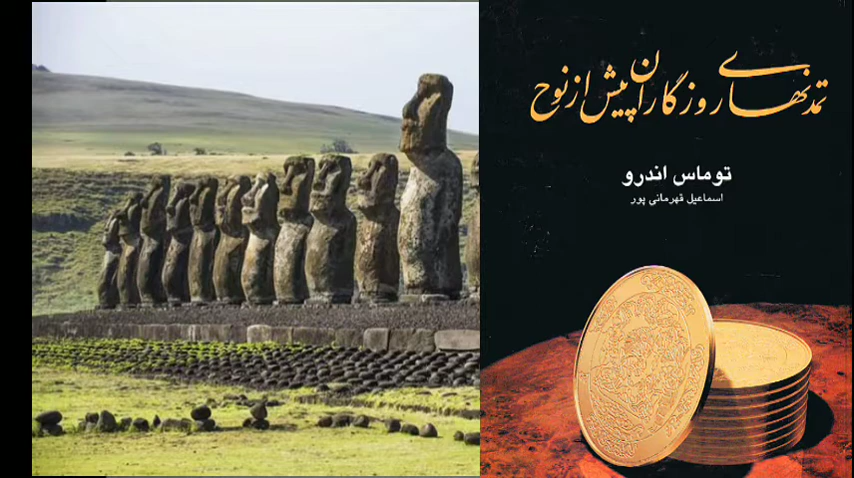 تمدنهای روزگاران پیش از نوح
توماس اندرو
اسماعیل قهرمانی پور